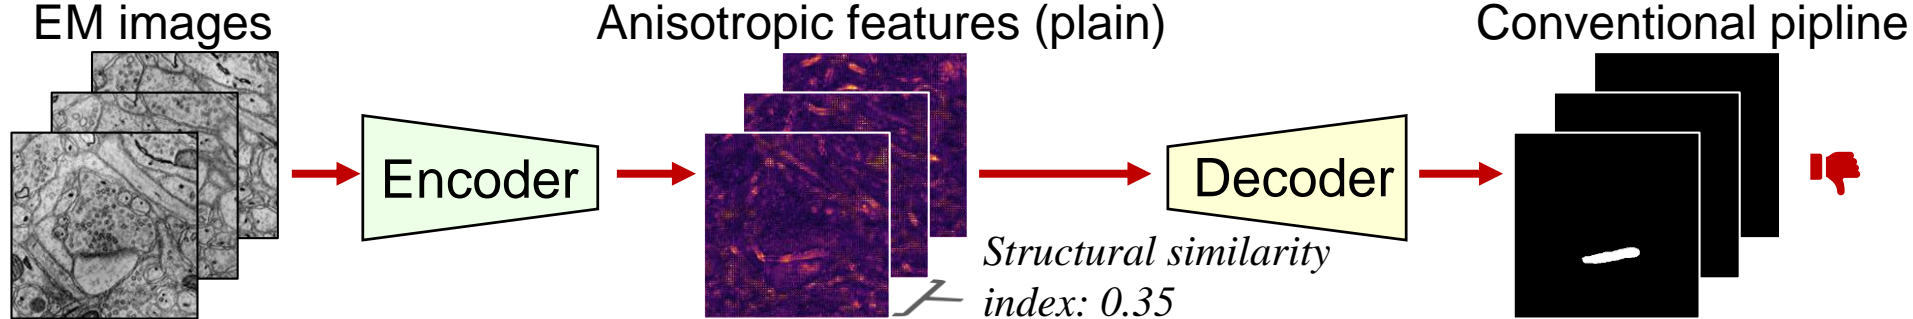 EM images
Anisotropic features (plain)
Conventional pipline
Encoder
Decoder
Structural similarity
index: 0.35